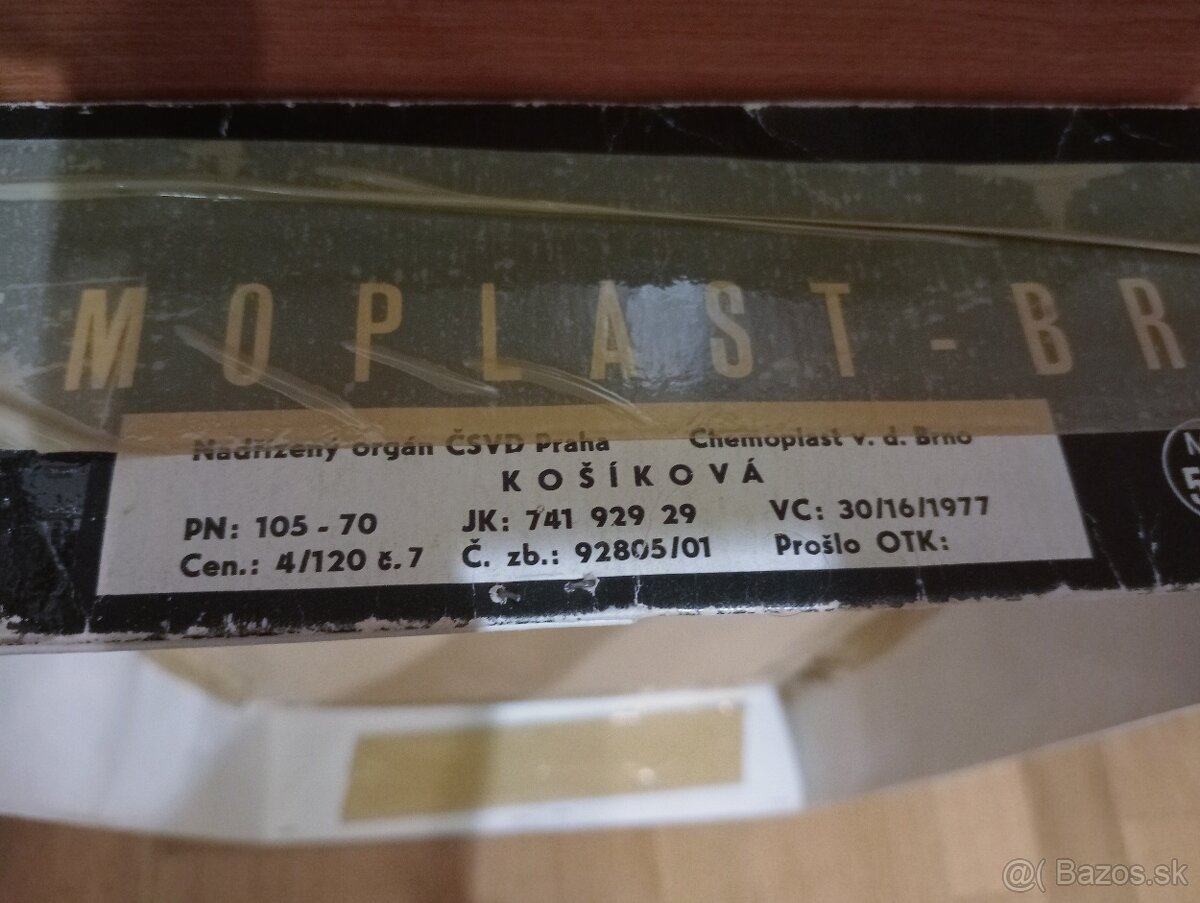 MOPLAST-BR
Nadřízený orgán ČSVD Praha Chemoplast v. d. Brno
KOŠÍKOVÁ
PN: 105-70 JK: 741 929 29 VC: 30/16/1977
Cen.: 4/120 č.7 Č. zb.: 92805/01 Prošlo OTK:
@( Bazos.sk